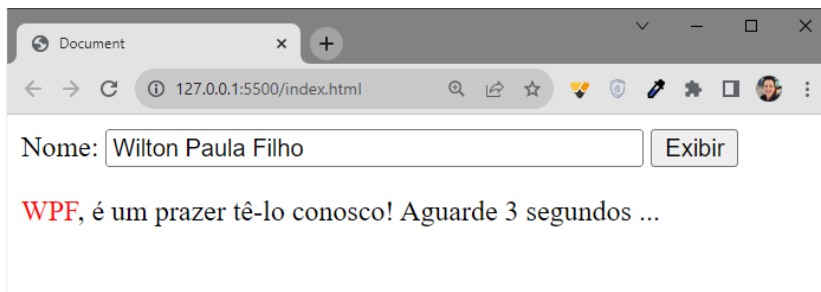 Document
127.0.0.1:5500/index.html
Nome: Wilton Paula Filho Exibir
WPF, é um prazer tê-lo conosco! Aguarde 3 segundos ...